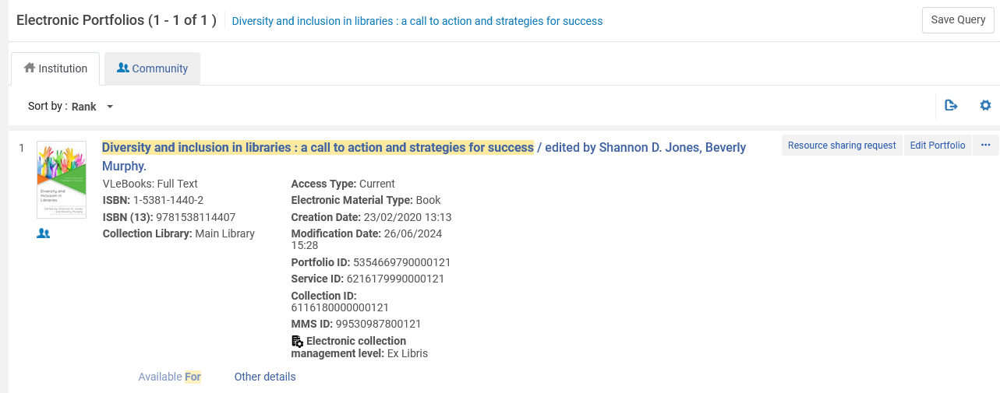 Electronic Portfolios (1 - 1 of 1 )
Diversity and inclusion in libraries : a call to action and strategies for success
Save Query
Institution
Community
Sort by : Rank
1
Diversity and inclusion in libraries : a call to action and strategies for success / edited by Shannon D. Jones, Beverly
Murphy.
Resource sharing request
Edit Portfolio
Diversity and
Inclusion in
Libraries
VLeBooks: Full Text
ISBN: 1-5381-1440-2
ISBN (13): 9781538114407
Collection Library: Main Library
Access Type: Current
Electronic Material Type: Book
Creation Date: 23/02/2020 13:13
Modification Date: 26/06/2024
15:28
Portfolio ID: 5354669790000121
Service ID: 6216179990000121
Collection ID:
6116180000000121
MMS ID: 99530987800121
Electronic collection
management level: Ex Libris
Available For
Other details